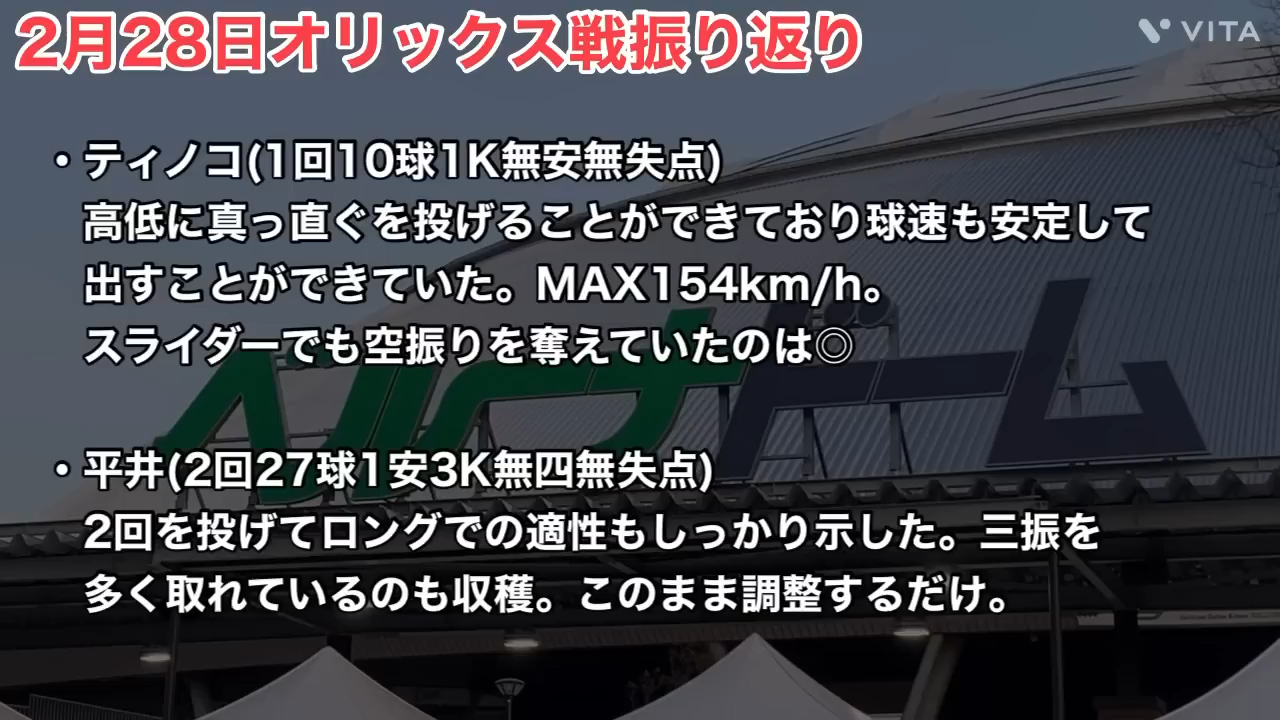 2月28日オリックス戦振り返り
VITA
・ティノコ(1回10球1K無安無失点)
高低に真っ直ぐを投げることができており球速も安定して
出すことができていた。MAX154km/h。
スライダーでも空振りを奪えていたのは◎
ベルーナドーム
・平井(2回27球1安3K無四無失点)
2回を投げてロングでの適性もしっかり示した。三振を
多く取れているのも収穫。このまま調整するだけ。